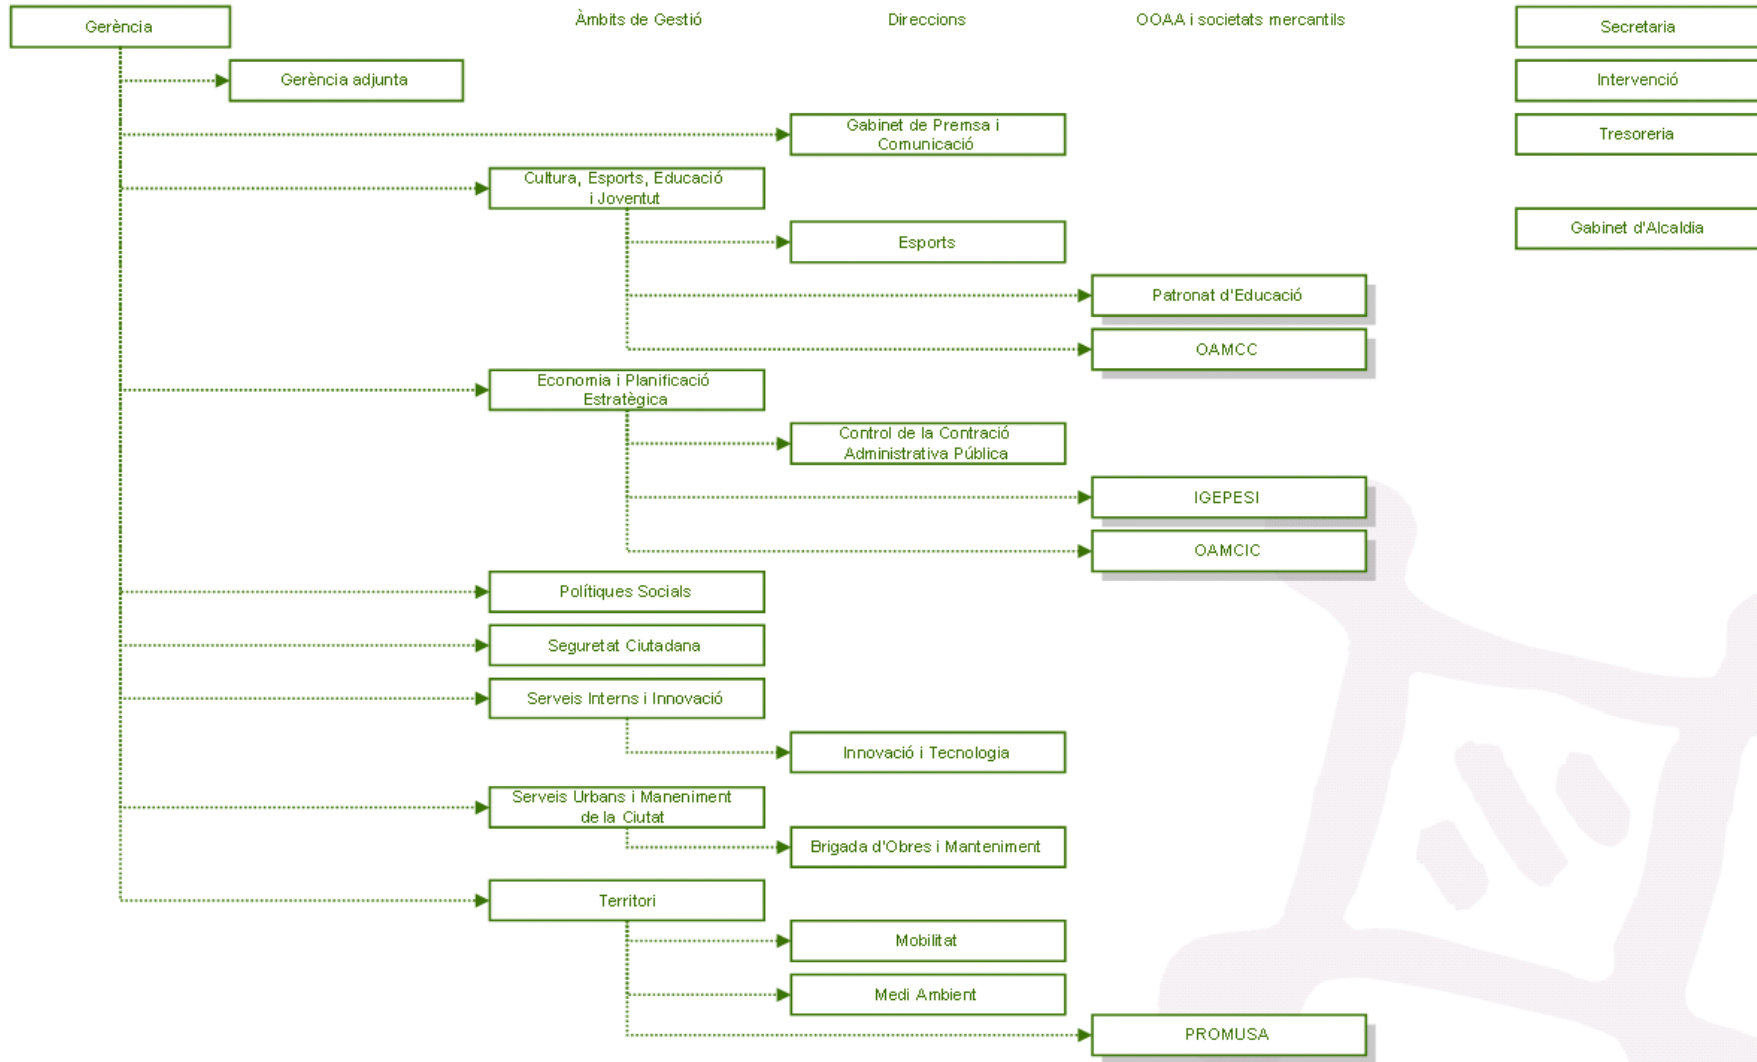 Gerència
Àmbits de Gestió
Direccions
OOAA i societats mercantils
Secretaria
Gerència adjunta
Intervenció
Gabinet de Premsa i
Comunicació
Tresoreria
Cultura, Esports, Educació
i Joventut
Gabinet d'Alcaldia
Esports
Patronat d'Educació
OAMCC
Economia i Planificació
Estratègica
Control de la Contració
Administrativa Pública
IGEPESI
OAMCIC
Polítiques Socials
Seguretat Ciutadana
Serveis Interns i Innovació
Innovació i Tecnologia
Serveis Urbans i Maneniment
de la Ciutat
Brigada d'Obres i Manteniment
Territori
Mobilitat
Medi Ambient
PROMUSA